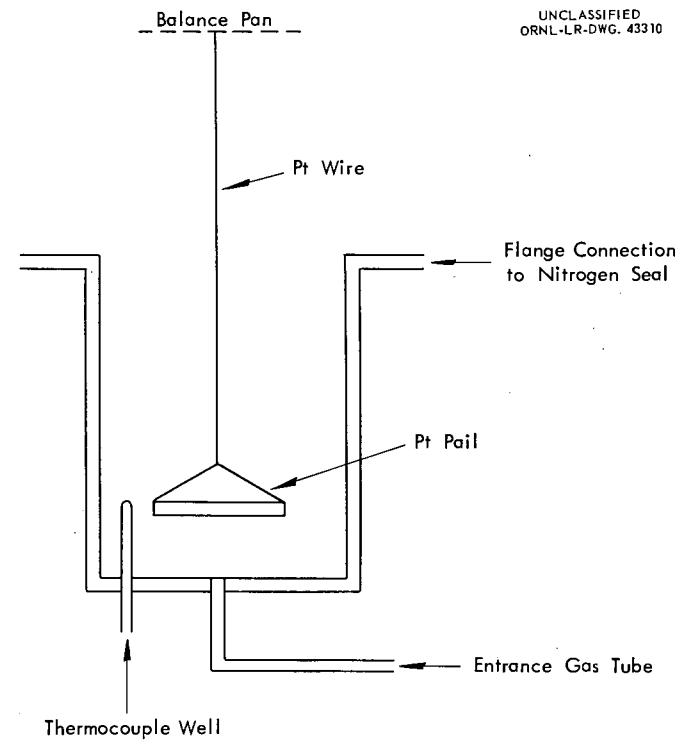 UNCLASSIFIED
ORNL-LR-DWG. 43310
Balance Pan
Pt Wire
Flange Connection
to Nitrogen Seal
Pt Pail
Entrance Gas Tube
Thermocouple Well